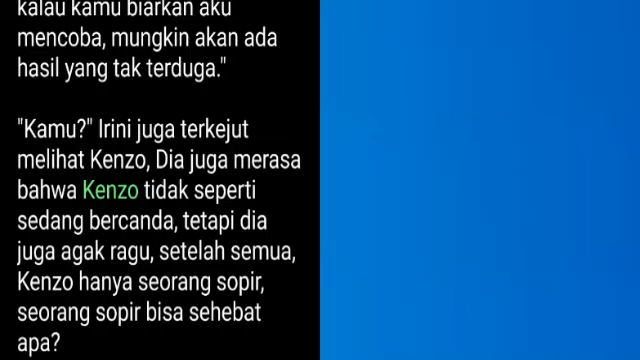 kalau kamu biarkan aku
mencoba, mungkin akan ada
hasil yang tak terduga."
"Kamu?" Irini juga terkejut
melihat Kenzo, Dia juga merasa
bahwa Kenzo tidak seperti
sedang bercanda, tetapi dia
juga agak ragu, setelah semua,
Kenzo hanya seorang sopir,
seorang sopir bisa sehebat
apa?